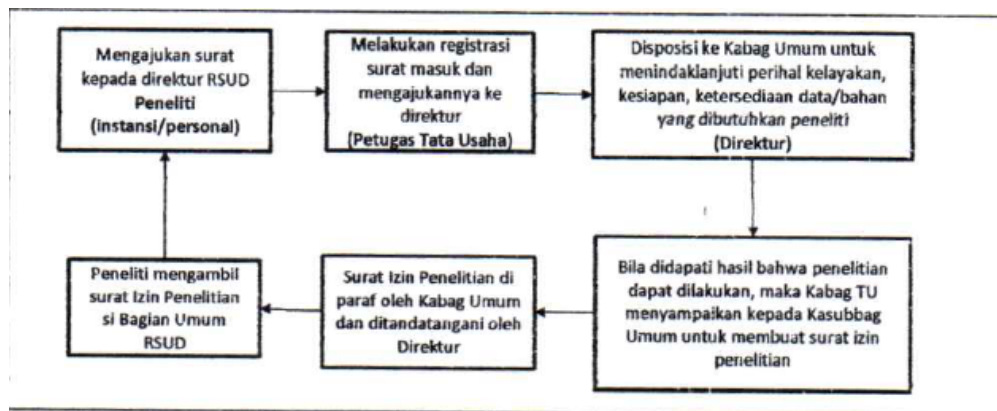 Mengajukan surat
kepada direktur RSUD
Peneliti
(instansi/personal)
Melakukan registrasi
surat masuk dan
mengajukannya ke
direktur
(Petugas Tata Usaha)
Disposisi ke Kabag Umum untuk
menindaklanjuti perihal kelayakan,
kesiapan, ketersediaan data/bahan
yang dibutuhkan peneliti
(Direktur)
Bila didapati hasil bahwa penelitian
dapat dilakukan, maka Kabag TU
menyampaikan kepada Kasubbag
Umum untuk membuat surat izin
penelitian
Surat Izin Penelitian di
paraf oleh Kabag Umum
dan ditandatangani oleh
Direktur
Peneliti mengambil
surat Izin Penelitian
si Bagian Umum
RSUD